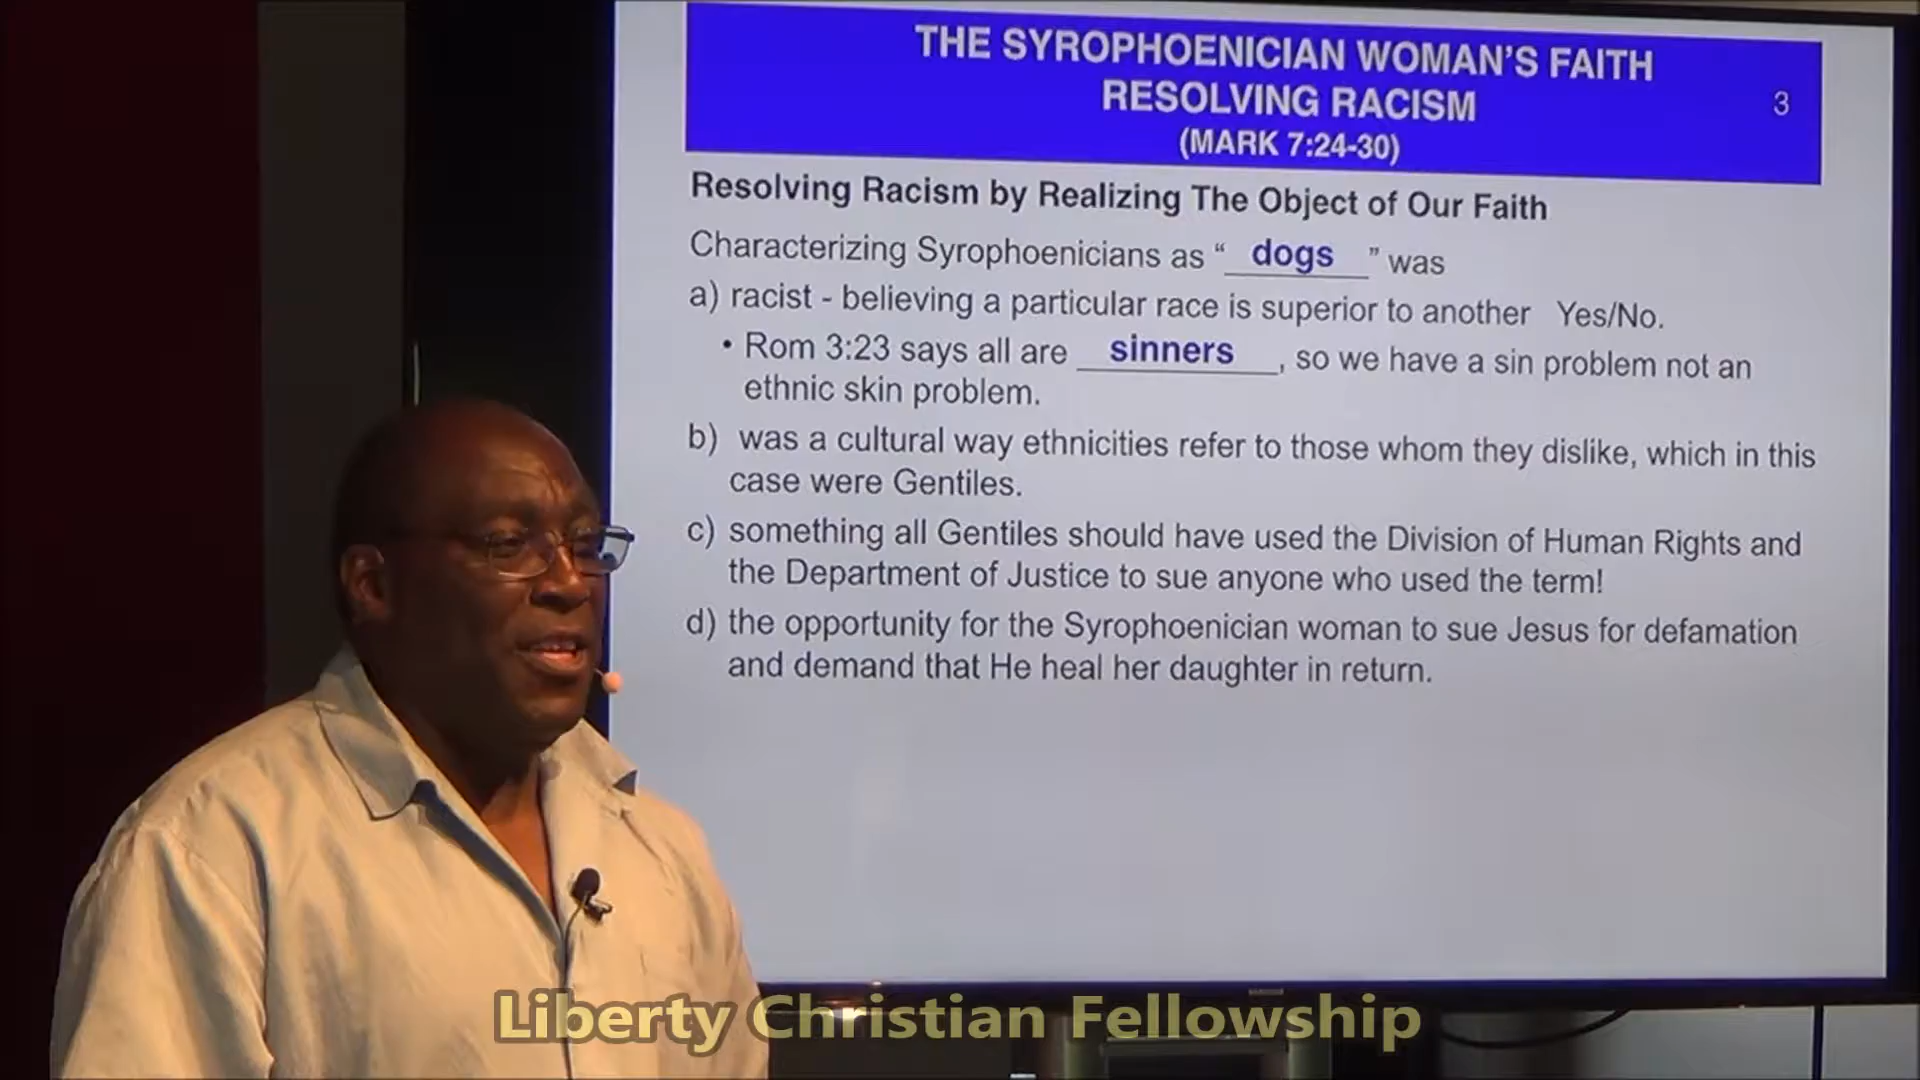 THE SYROPHOENICIAN WOMAN'S FAITH
RESOLVING RACISM
3
(MARK 7:24-30)
Resolving Racism by Realizing The Object of Our Faith
Characterizing Syrophoenicians as “ dogs ” was
a) racist - believing a particular race is superior to another Yes/No.
• Rom 3:23 says all are sinners, so we have a sin problem not an
ethnic skin problem.
b) was a cultural way ethnicities refer to those whom they dislike, which in this
case were Gentiles.
c) something all Gentiles should have used the Division of Human Rights and
the Department of Justice to sue anyone who used the term!
d) the opportunity for the Syrophoenician woman to sue Jesus for defamation
and demand that He heal her daughter in return.
Liberty Christian Fellowship